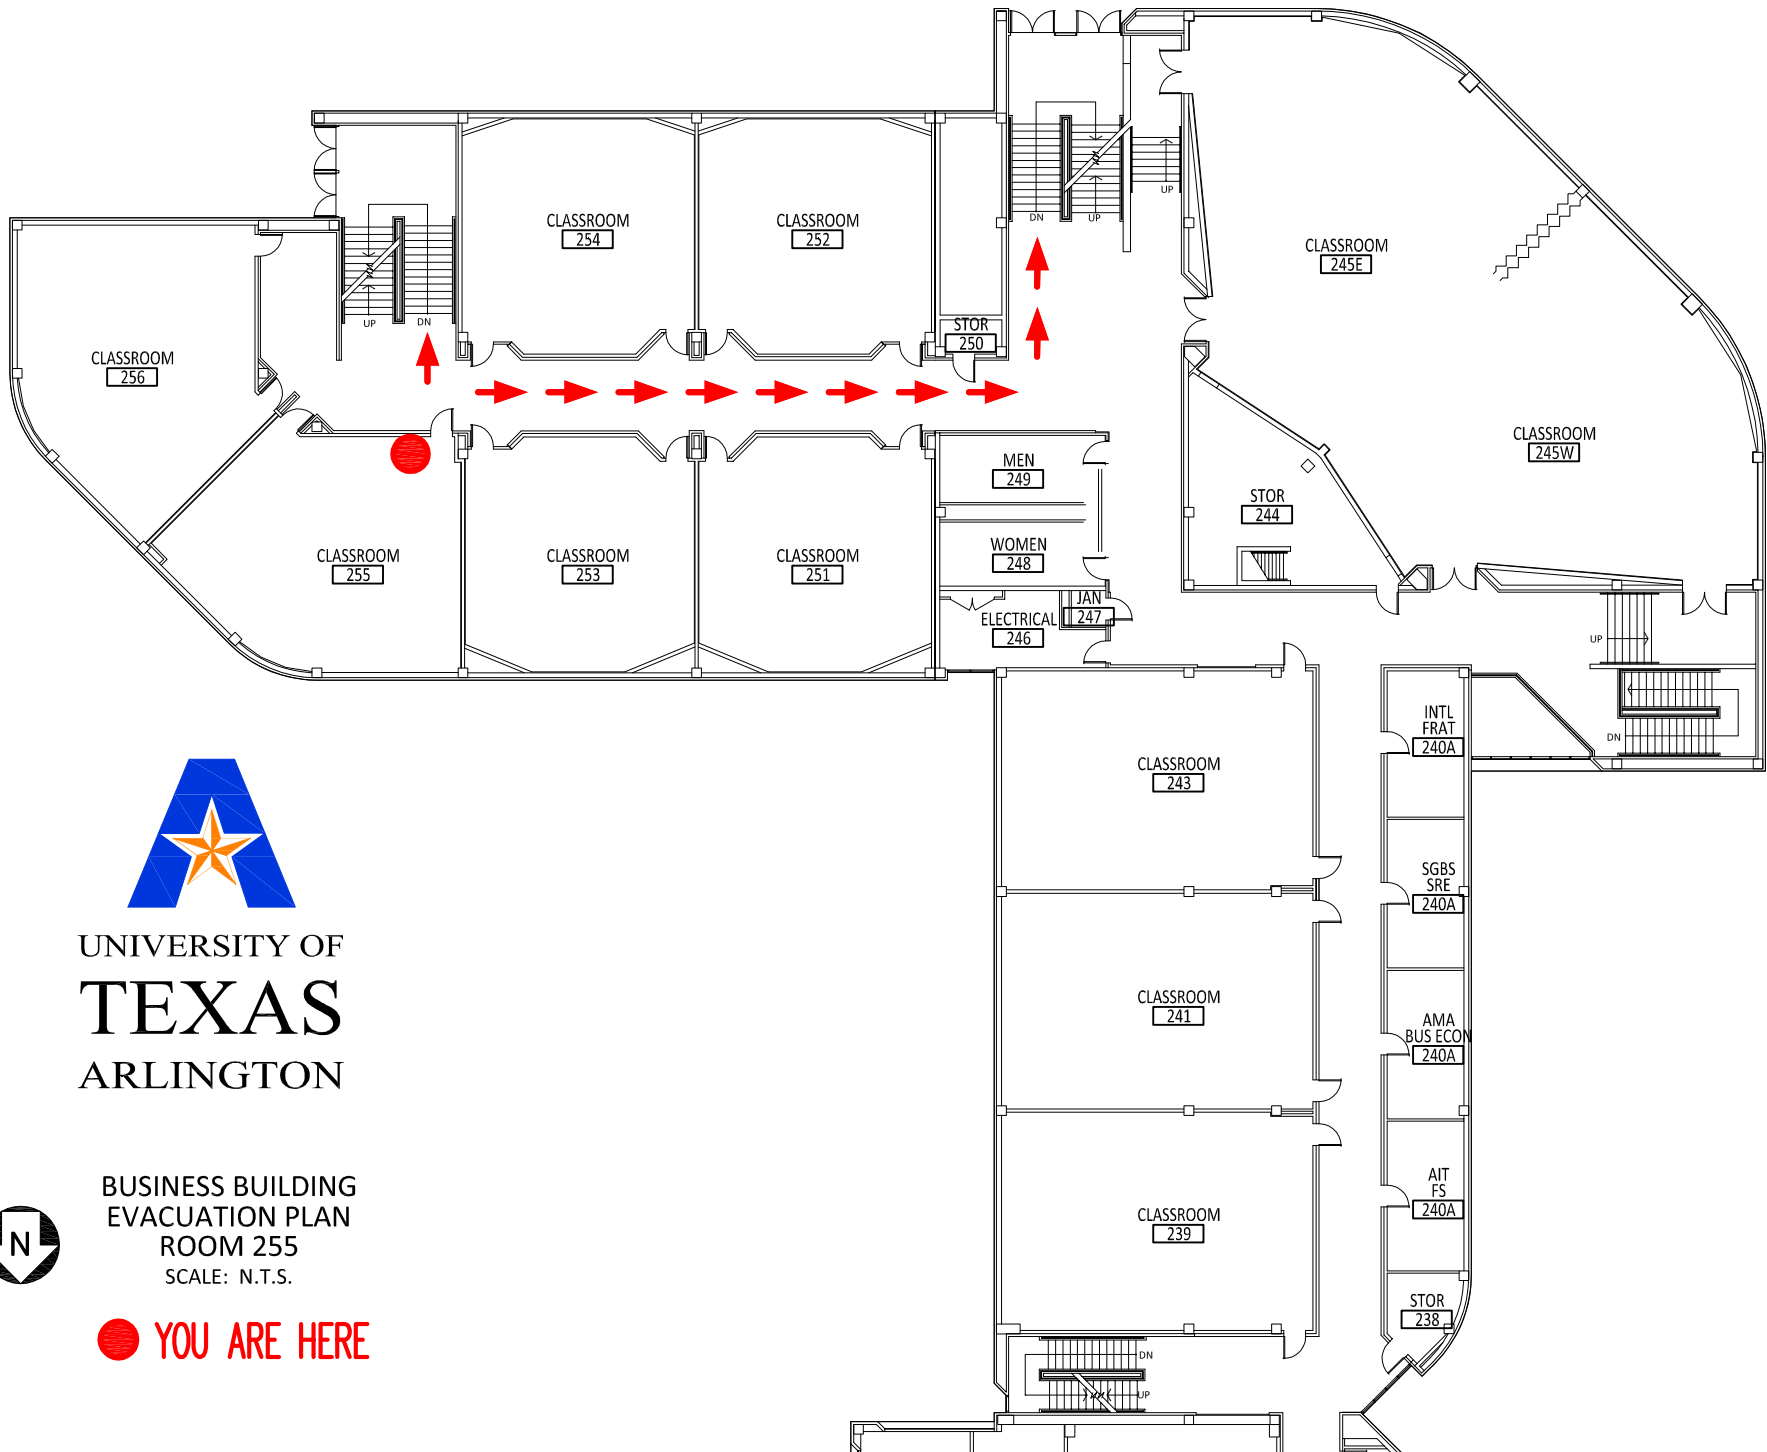 CLASSROOM
254
CLASSROOM
252
DN
UP
UP
CLASSROOM
245E
UP
DN
STOR
250
CLASSROOM
256
CLASSROOM
245W
MEN
249
STOR
244
WOMEN
248
CLASSROOM
255
CLASSROOM
253
CLASSROOM
251
JAN
247
ELECTRICAL
246
UP
DN
INTL
FRAT
240A
CLASSROOM
243
SGBS
SRE
240A
CLASSROOM
241
AMA
BUS ECON
240A
AIT
FS
240A
CLASSROOM
239
STOR
238
DN
UP
UNIVERSITY OF
TEXAS
ARLINGTON
BUSINESS BUILDING
EVACUATION PLAN
ROOM 255
SCALE: N.T.S.
N
YOU ARE HERE